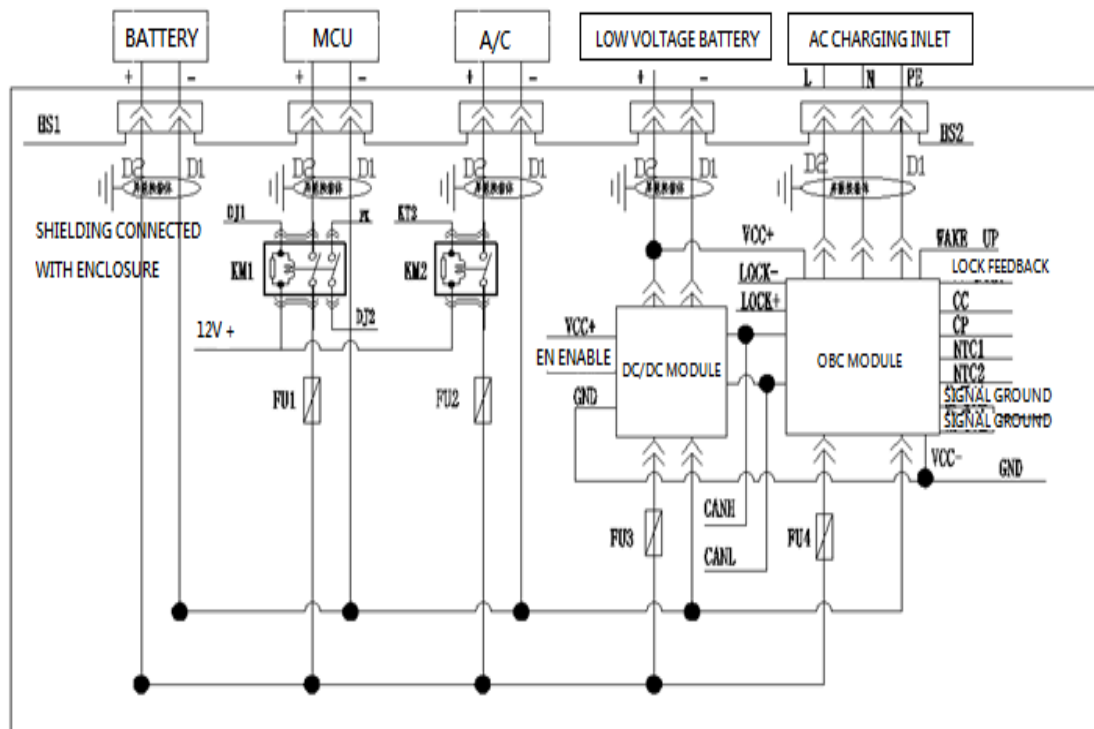 BATTERY
MCU
A/C
LOW VOLTAGE BATTERY
AC CHARGING INLET
+ -
+ -
+ -
+ -
L N PE
HS1
HS2
D2 D1
D2 D1
D2 D1
D2 D1
D2 D1
SHIELDING CONNECTED
WITH ENCLOSURE
DJ1
KM1
DJ2
12V +
KT3
KM2
FU1
FU2
VCC+
LOCK-
LOCK+
WAKE UP
LOCK FEEDBACK
CC
CP
NTC1
NTC2
SIGNAL GROUND
SIGNAL GROUND
VCC+
EN ENABLE
GND
DC/DC MODULE
OBC MODULE
VCC-
GND
CANH
CANL
FU3
FU4